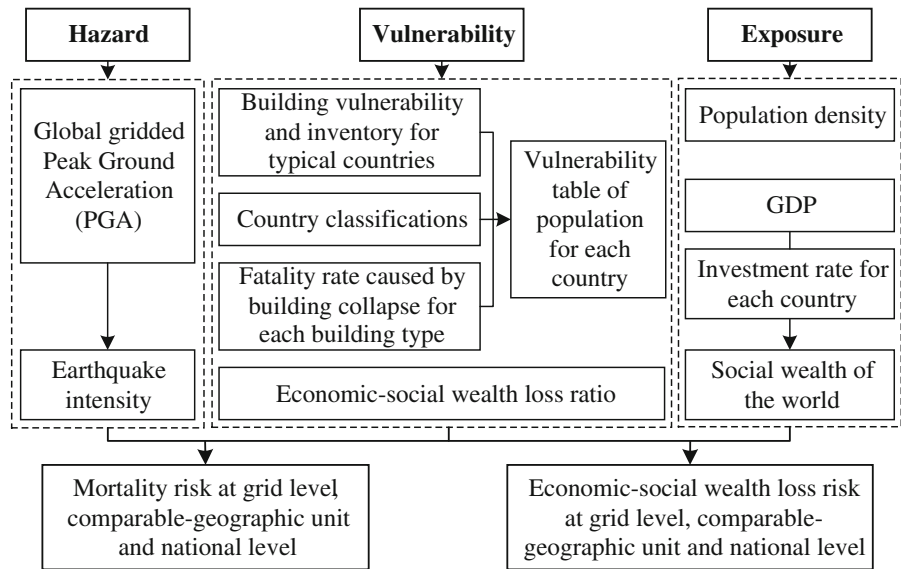 Hazard
Vulnerability
Exposure
Global gridded
Peak Ground
Acceleration
(PGA)
Earthquake
intensity
Building vulnerability
and inventory for
typical countries
Country classifications
Fatality rate caused by
building collapse for
each building type
Vulnerability
table of
population
for each
country
Economic-social wealth loss ratio
Population density
GDP
Investment rate for
each country
Social wealth of
the world
Mortality risk at grid level,
comparable-geographic unit
and national level
Economic-social wealth loss risk
at grid level, comparable-
geographic unit and national level